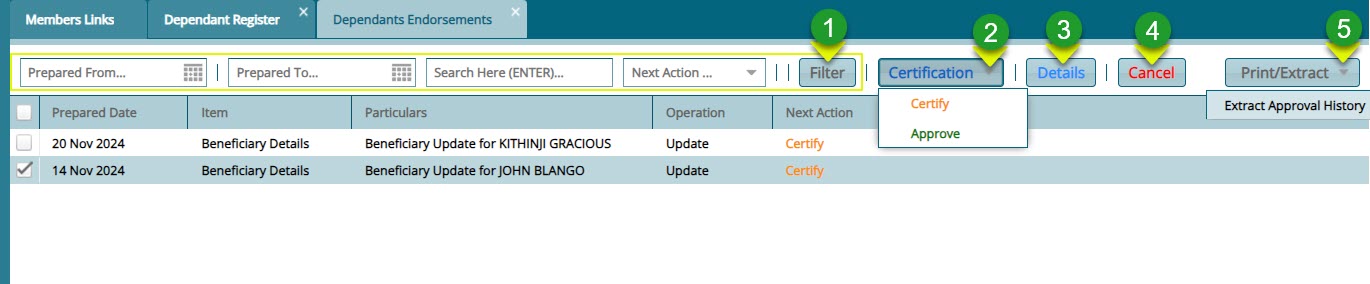 Members Links Dependant Register × Dependants Endorsements ×
1 2 3 4 5
Prepared From... Prepared To... Search Here (ENTER)... Next Action ... Filter Certification Details Cancel Print/Extract
Certify Extract Approval History
Prepared Date Item Particulars Operation Next Action
Approve
20 Nov 2024 Beneficiary Details Beneficiary Update for KITHINJI GRACIOUS Update Certify
14 Nov 2024 Beneficiary Details Beneficiary Update for JOHN BLANGO Update Certify